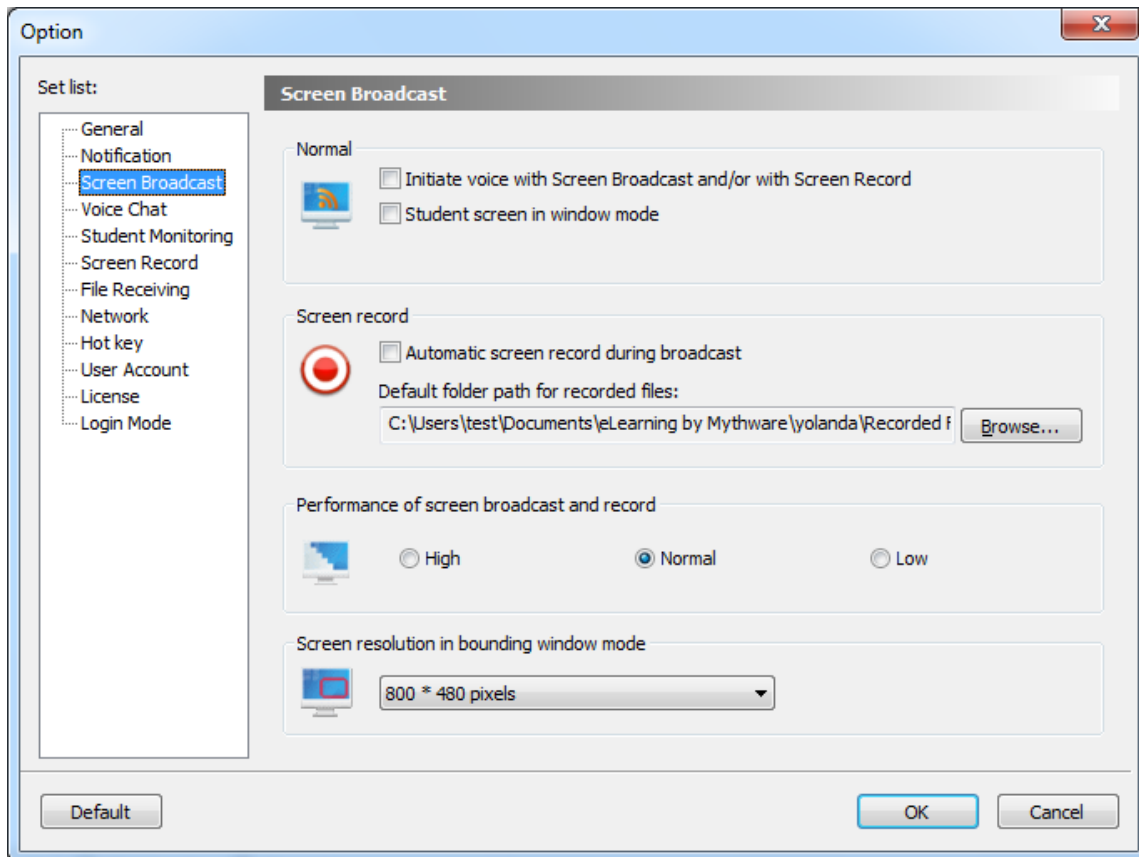 Option
Set list:
General
Notification
Screen Broadcast
Voice Chat
Student Monitoring
Screen Record
File Receiving
Network
Hot key
User Account
License
Login Mode
Screen Broadcast
Normal
Initiate voice with Screen Broadcast and/or with Screen Record
Student screen in window mode
Screen record
Automatic screen record during broadcast
Default folder path for recorded files:
C:\Users\test\Documents\eLearning by Mythware\yolanda\Recorded F
Browse...
Performance of screen broadcast and record
High Normal Low
Screen resolution in bounding window mode
800 * 480 pixels
Default OK Cancel